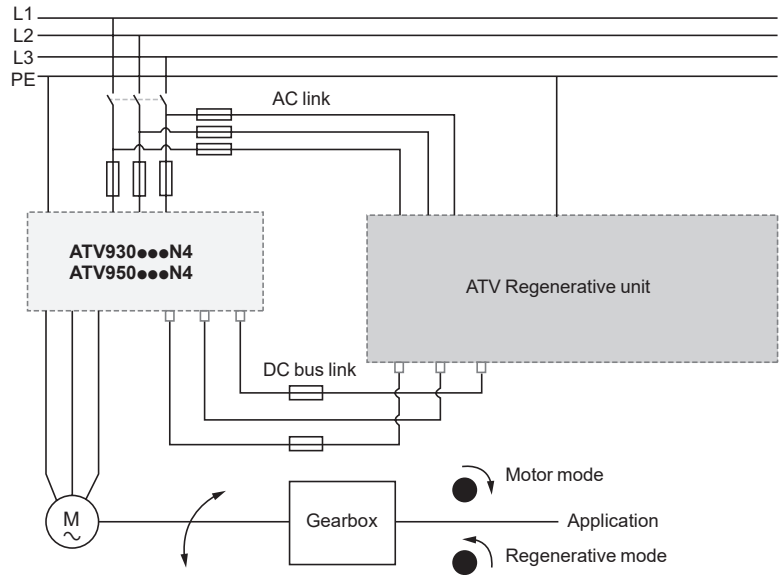 L1
L2
L3
PE
AC link
ATV930●●●N4
ATV950●●●N4
ATV Regenerative unit
DC bus link
Motor mode
M
~
Gearbox
Application
Regenerative mode